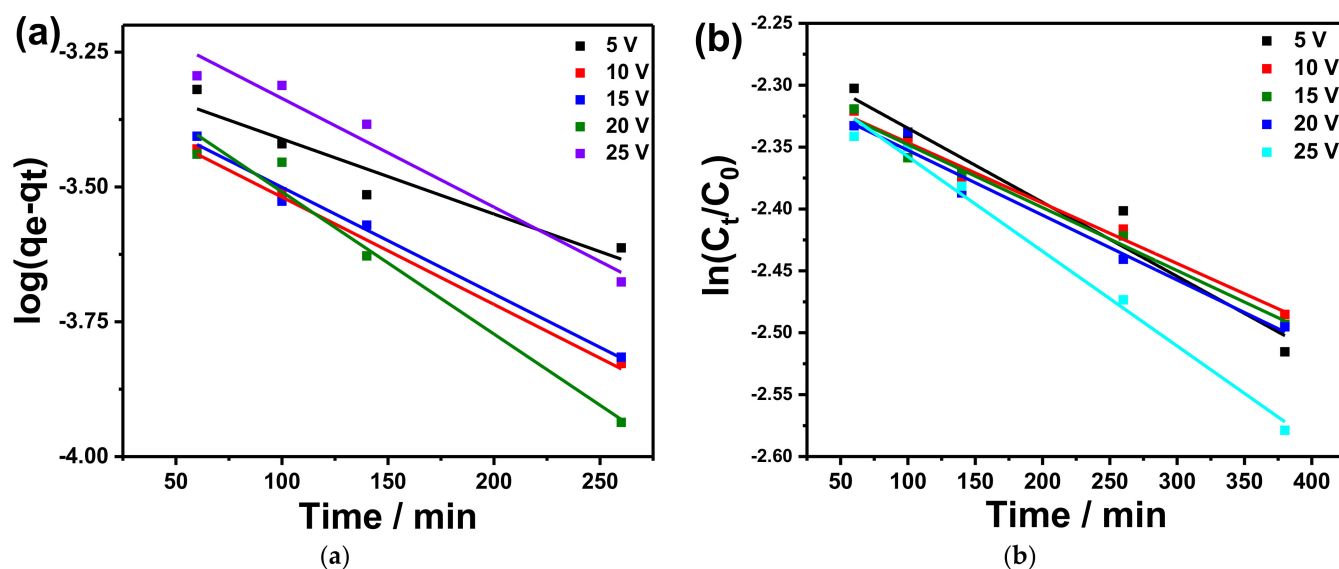 (a)
log(qe-qt)
-3.25
-3.50
-3.75
-4.00
5 V
10 V
15 V
20 V
25 V
50
100
150
200
250
Time / min
(a)
(b)
ln(Ct/C0)
-2.25
-2.30
-2.35
-2.40
-2.45
-2.50
-2.55
-2.60
5 V
10 V
15 V
20 V
25 V
50
100
150
200
250
300
350
400
Time / min
(b)